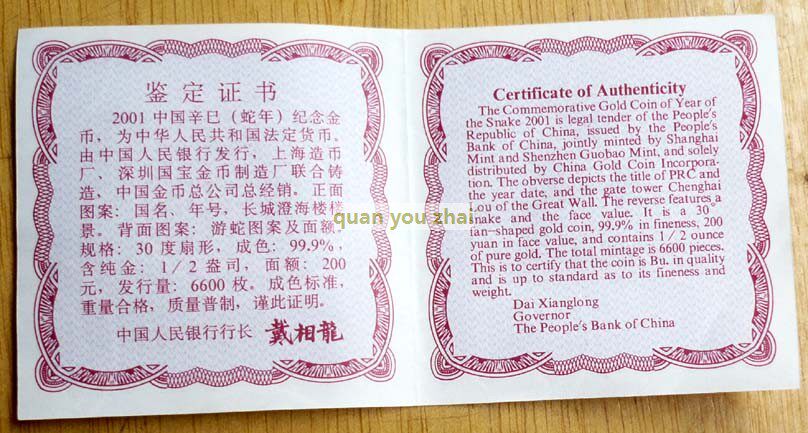 鉴定证书
2001中国辛巳（蛇年）纪念金
币，为中华人民共和国法定货币。
由中国人民银行发行，上海造币
厂、深圳国宝金币制造厂联合铸
造，中国金币总公司总经销。正面
图案：国名、年号，长城澄海楼楼
景。背面图案：游蛇图案及面额。
规格：30度扇形，成色：99.9%，
含纯金：1/2盎司，面额：200
元，发行量：6600枚。成色标准，
重量合格，质量普制，谨此证明。
中国人民银行行长 戴相龍
Certificate of Authenticity
The Commemorative Gold Coin of Year of
the Snake 2001 is legal tender of the People's
Republic of China, issued by the People's
Bank of China, jointly minted by Shanghai
Mint and Shenzhen Guobao Mint, and solely
distributed by China Gold Coin Incorpora-
tion. The obverse depicts the title of PRC and
the year date, and the gate tower Chenghai
Lou of the Great Wall. The reverse features a
snake and the face value. It is a 30°
fan-shaped gold coin, 99.9% in fineness, 200
yuan in face value, and contains 1/2 ounce
of pure gold. The total mintage is 6600 pieces.
This is to certify that the coin is Bu. in quality
and is up to standard as to its fineness and
weight.
Dai Xianglong
Governor
The People's Bank of China
quan you zhai